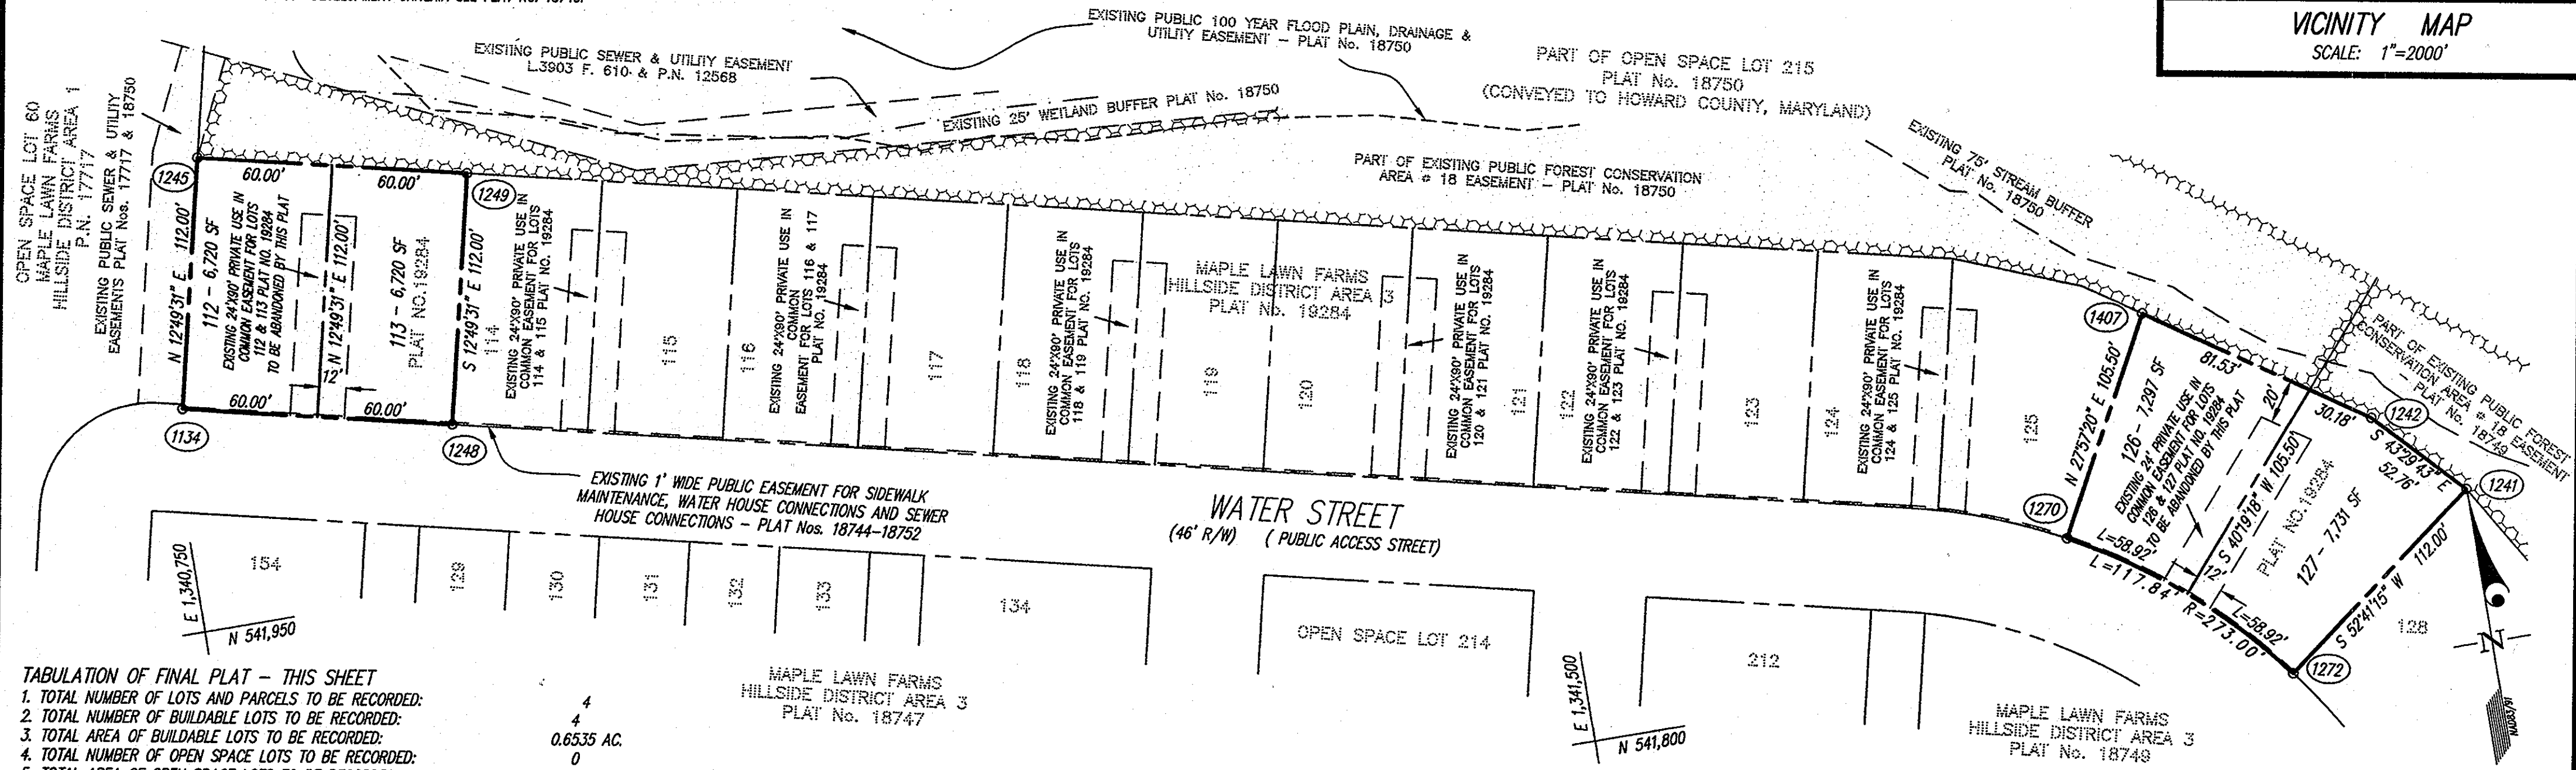 VICINITY MAP
SCALE: 1"=2000'
EXISTING PUBLIC 100 YEAR FLOOD PLAIN, DRAINAGE &
UTILITY EASEMENT - PLAT No. 18750
EXISTING PUBLIC SEWER & UTILITY EASEMENT
L.3903 F. 610 & P.N. 12568
PART OF OPEN SPACE LOT 215
PLAT No. 18750
(CONVEYED TO HOWARD COUNTY, MARYLAND)
EXISTING 25' WETLAND BUFFER PLAT No. 18750
EXISTING 75' STREAM BUFFER
PLAT No. 18750
PART OF EXISTING PUBLIC FOREST CONSERVATION
AREA # 18 EASEMENT - PLAT No. 18750
OPEN SPACE LOT 60
MAPLE LAWN FARMS
HILLSIDE DISTRICT AREA 1
P.N. 17717
EXISTING PUBLIC SEWER & UTILITY
EASEMENTS PLAT Nos. 17717 & 18750
1245
60.00'
60.00'
1249
N 12°49'31" E 112.00'
112 - 6,720 SF
EXISTING 24'X90' PRIVATE USE IN
COMMON EASEMENT FOR LOTS
112 & 113 PLAT NO. 19284
TO BE ABANDONED BY THIS PLAT
N 12°49'31" E 112.00'
12'
113 - 6,720 SF
PLAT NO.19284
S 12°49'31" E 112.00'
60.00'
60.00'
1134
1248
114
EXISTING 24'X90' PRIVATE USE IN
COMMON EASEMENT FOR LOTS
114 & 115 PLAT NO. 19284
115
116
EXISTING 24'X90' PRIVATE USE IN
COMMON
EASEMENT FOR LOTS 116 & 117
PLAT NO. 19284
117
118
EXISTING 24'X90' PRIVATE USE IN
COMMON EASEMENT FOR LOTS
118 & 119 PLAT NO. 19284
MAPLE LAWN FARMS
HILLSIDE DISTRICT AREA 3
PLAT No. 19284
119
120
EXISTING 24'X90' PRIVATE USE IN
COMMON EASEMENT FOR LOTS
120 & 121 PLAT NO. 19284
121
122
EXISTING 24'X90' PRIVATE USE IN
COMMON EASEMENT FOR LOTS
122 & 123 PLAT NO. 19284
123
124
EXISTING 24'X90' PRIVATE USE IN
COMMON EASEMENT FOR LOTS
124 & 125 PLAT NO. 19284
125
1407
N 27°57'20" E 105.50'
1270
81.53'
126 - 7,297 SF
EXISTING 24' PRIVATE USE IN
COMMON EASEMENT FOR LOTS
126 & 127 PLAT NO. 19284
TO BE ABANDONED BY THIS PLAT
20'
30.18'
1242
S 43°29'43" E
52.76'
1241
PART OF EXISTING PUBLIC FOREST
CONSERVATION AREA # 18 EASEMENT
- PLAT No. 18749
S 40°19'18" W 105.50'
PLAT NO.19284
127 - 7,731 SF
S 52°41'15" W 112.00'
L=58.92'
L=117.84' R=273.00'
12'
L=58.92'
1272
128
N
NAD83/91
EXISTING 1' WIDE PUBLIC EASEMENT FOR SIDEWALK
MAINTENANCE, WATER HOUSE CONNECTIONS AND SEWER
HOUSE CONNECTIONS - PLAT Nos. 18744-18752
WATER STREET
(46' R/W) ( PUBLIC ACCESS STREET)
154
129
130
131
132
133
134
OPEN SPACE LOT 214
212
E 1,340,750
N 541,950
E 1,341,500
N 541,800
MAPLE LAWN FARMS
HILLSIDE DISTRICT AREA 3
PLAT No. 18747
MAPLE LAWN FARMS
HILLSIDE DISTRICT AREA 3
PLAT No. 18749
TABULATION OF FINAL PLAT - THIS SHEET
1. TOTAL NUMBER OF LOTS AND PARCELS TO BE RECORDED: 4
2. TOTAL NUMBER OF BUILDABLE LOTS TO BE RECORDED: 4
3. TOTAL AREA OF BUILDABLE LOTS TO BE RECORDED: 0.6535 AC.
4. TOTAL NUMBER OF OPEN SPACE LOTS TO BE RECORDED: 0